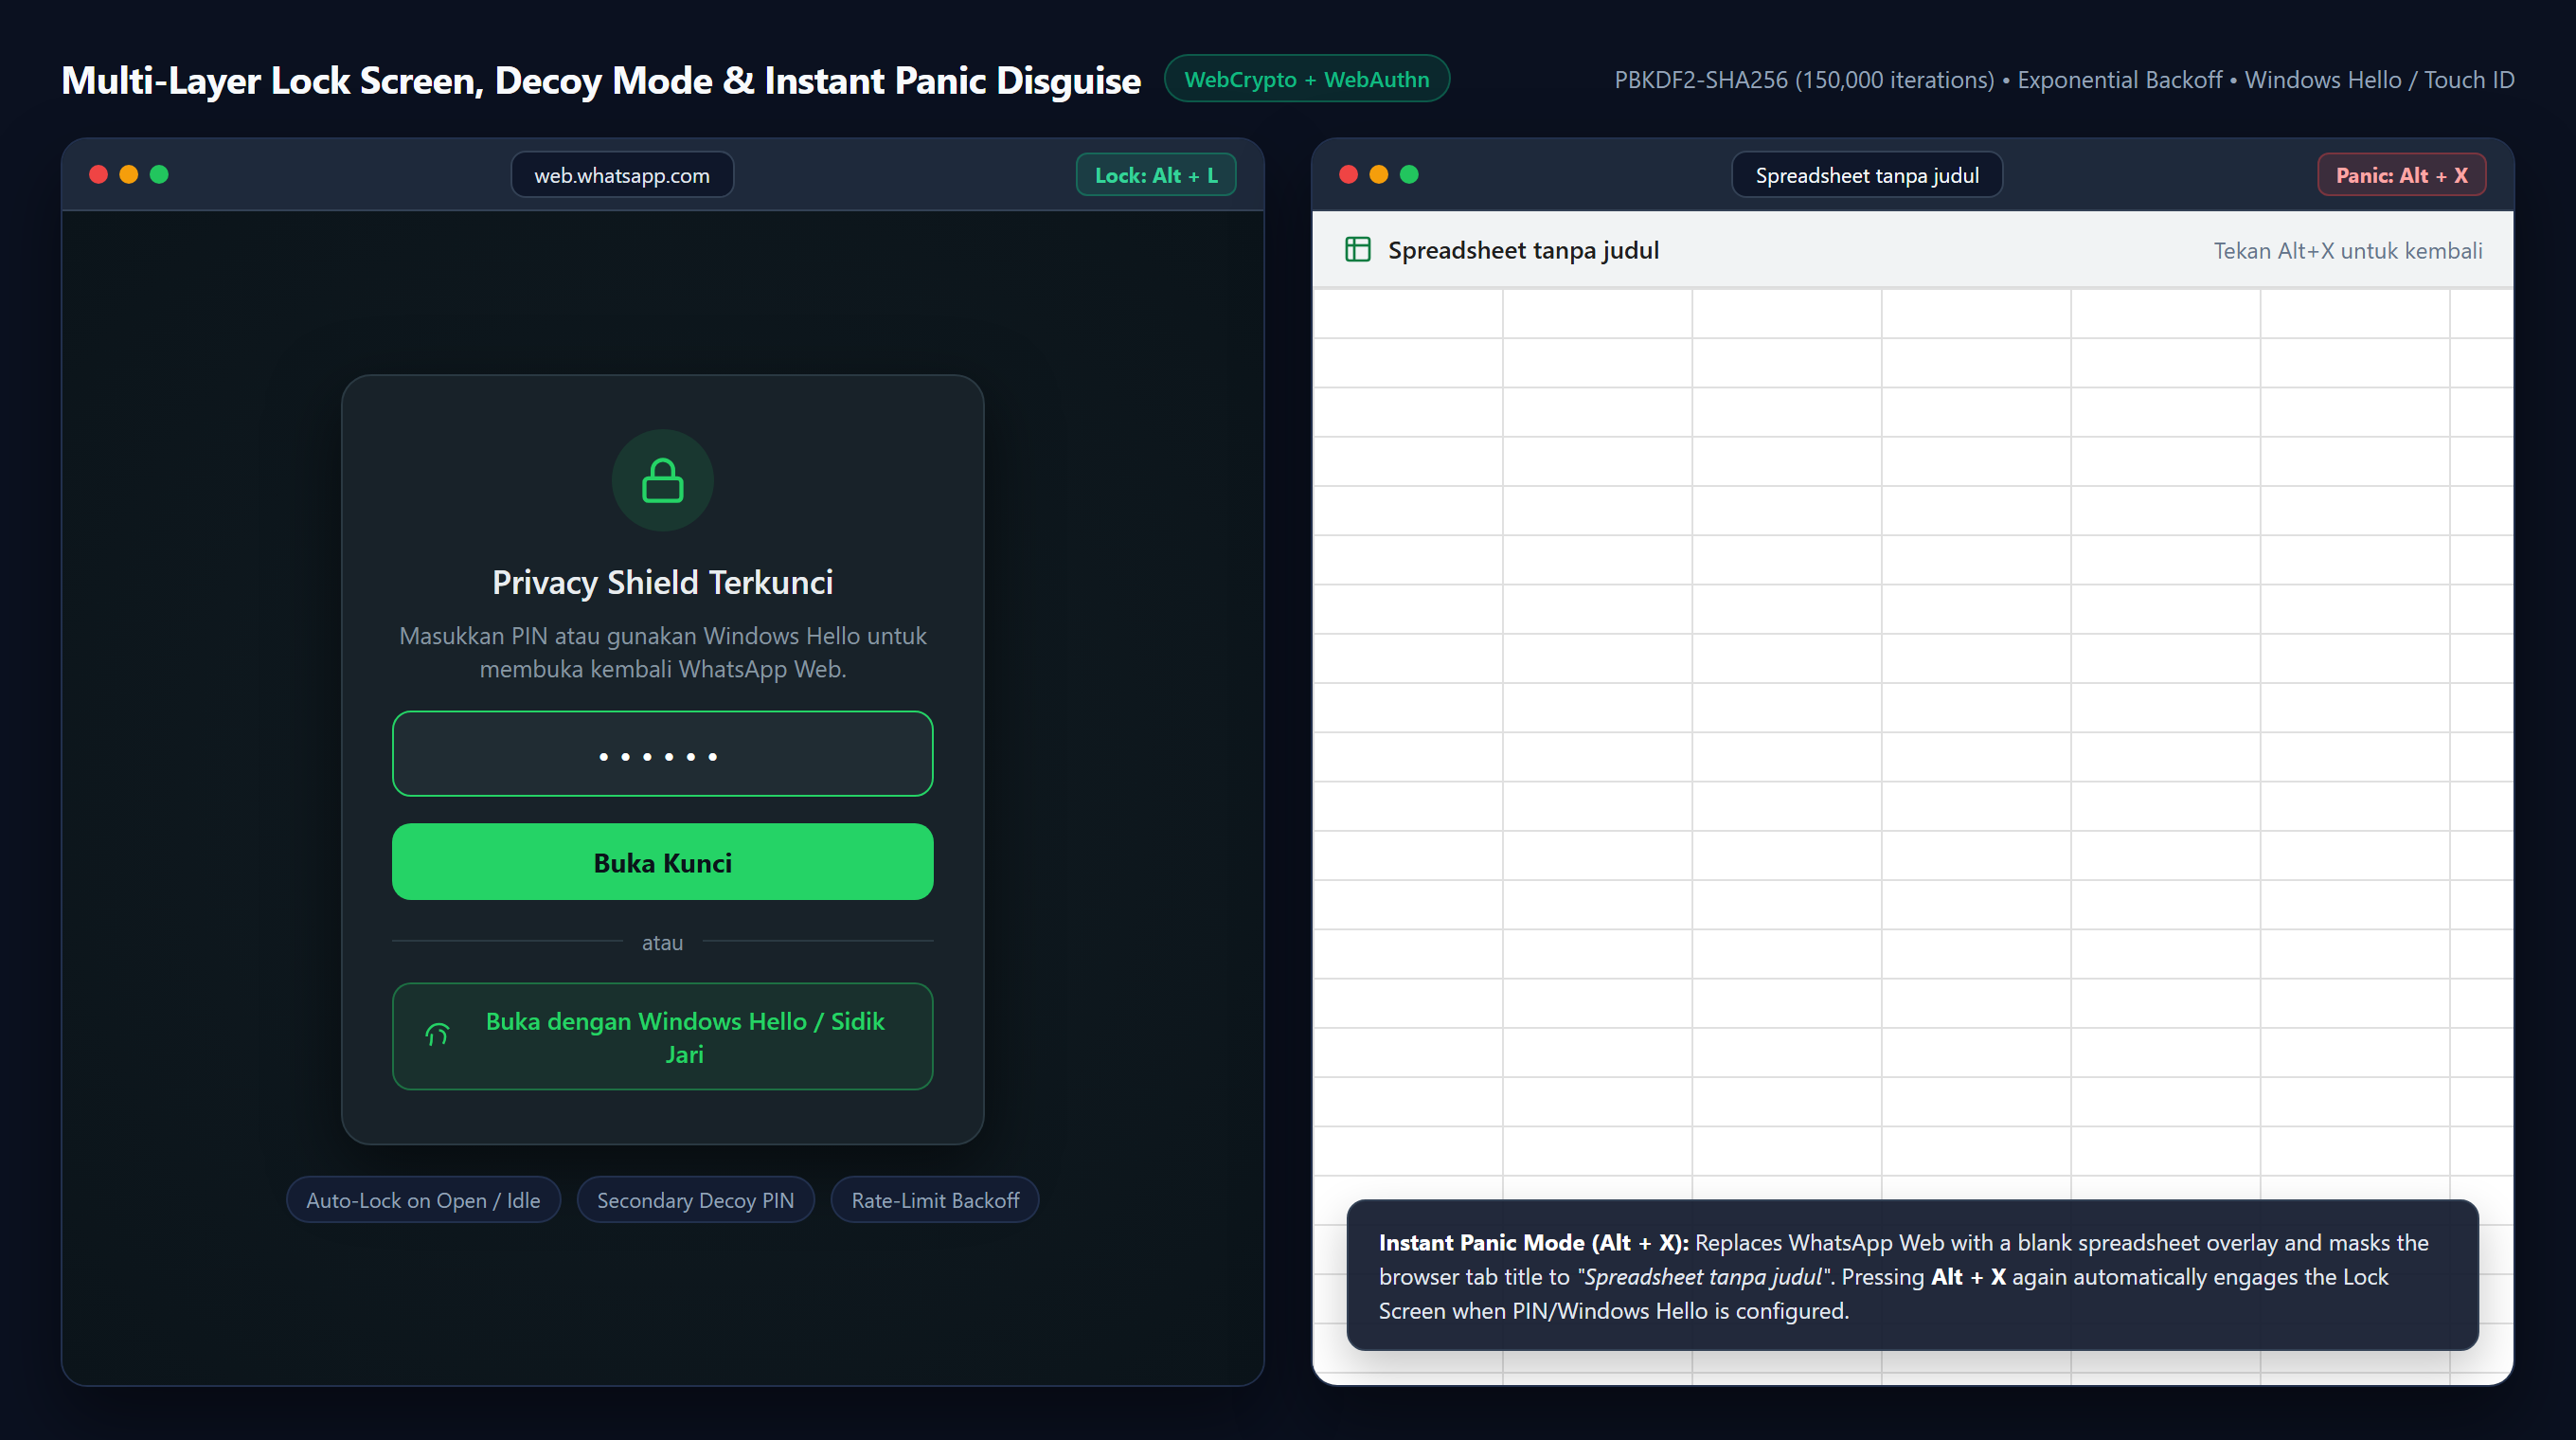 Multi-Layer Lock Screen, Decoy Mode & Instant Panic Disguise
WebCrypto + WebAuthn
PBKDF2-SHA256 (150,000 iterations) • Exponential Backoff • Windows Hello / Touch ID
web.whatsapp.com
Lock: Alt + L
Privacy Shield Terkunci
Masukkan PIN atau gunakan Windows Hello untuk
membuka kembali WhatsApp Web.
••••••
Buka Kunci
atau
Buka dengan Windows Hello / Sidik
Jari
Auto-Lock on Open / Idle
Secondary Decoy PIN
Rate-Limit Backoff
Spreadsheet tanpa judul
Panic: Alt + X
Spreadsheet tanpa judul
Tekan Alt+X untuk kembali
Instant Panic Mode (Alt + X): Replaces WhatsApp Web with a blank spreadsheet overlay and masks the
browser tab title to "Spreadsheet tanpa judul". Pressing Alt + X again automatically engages the Lock
Screen when PIN/Windows Hello is configured.